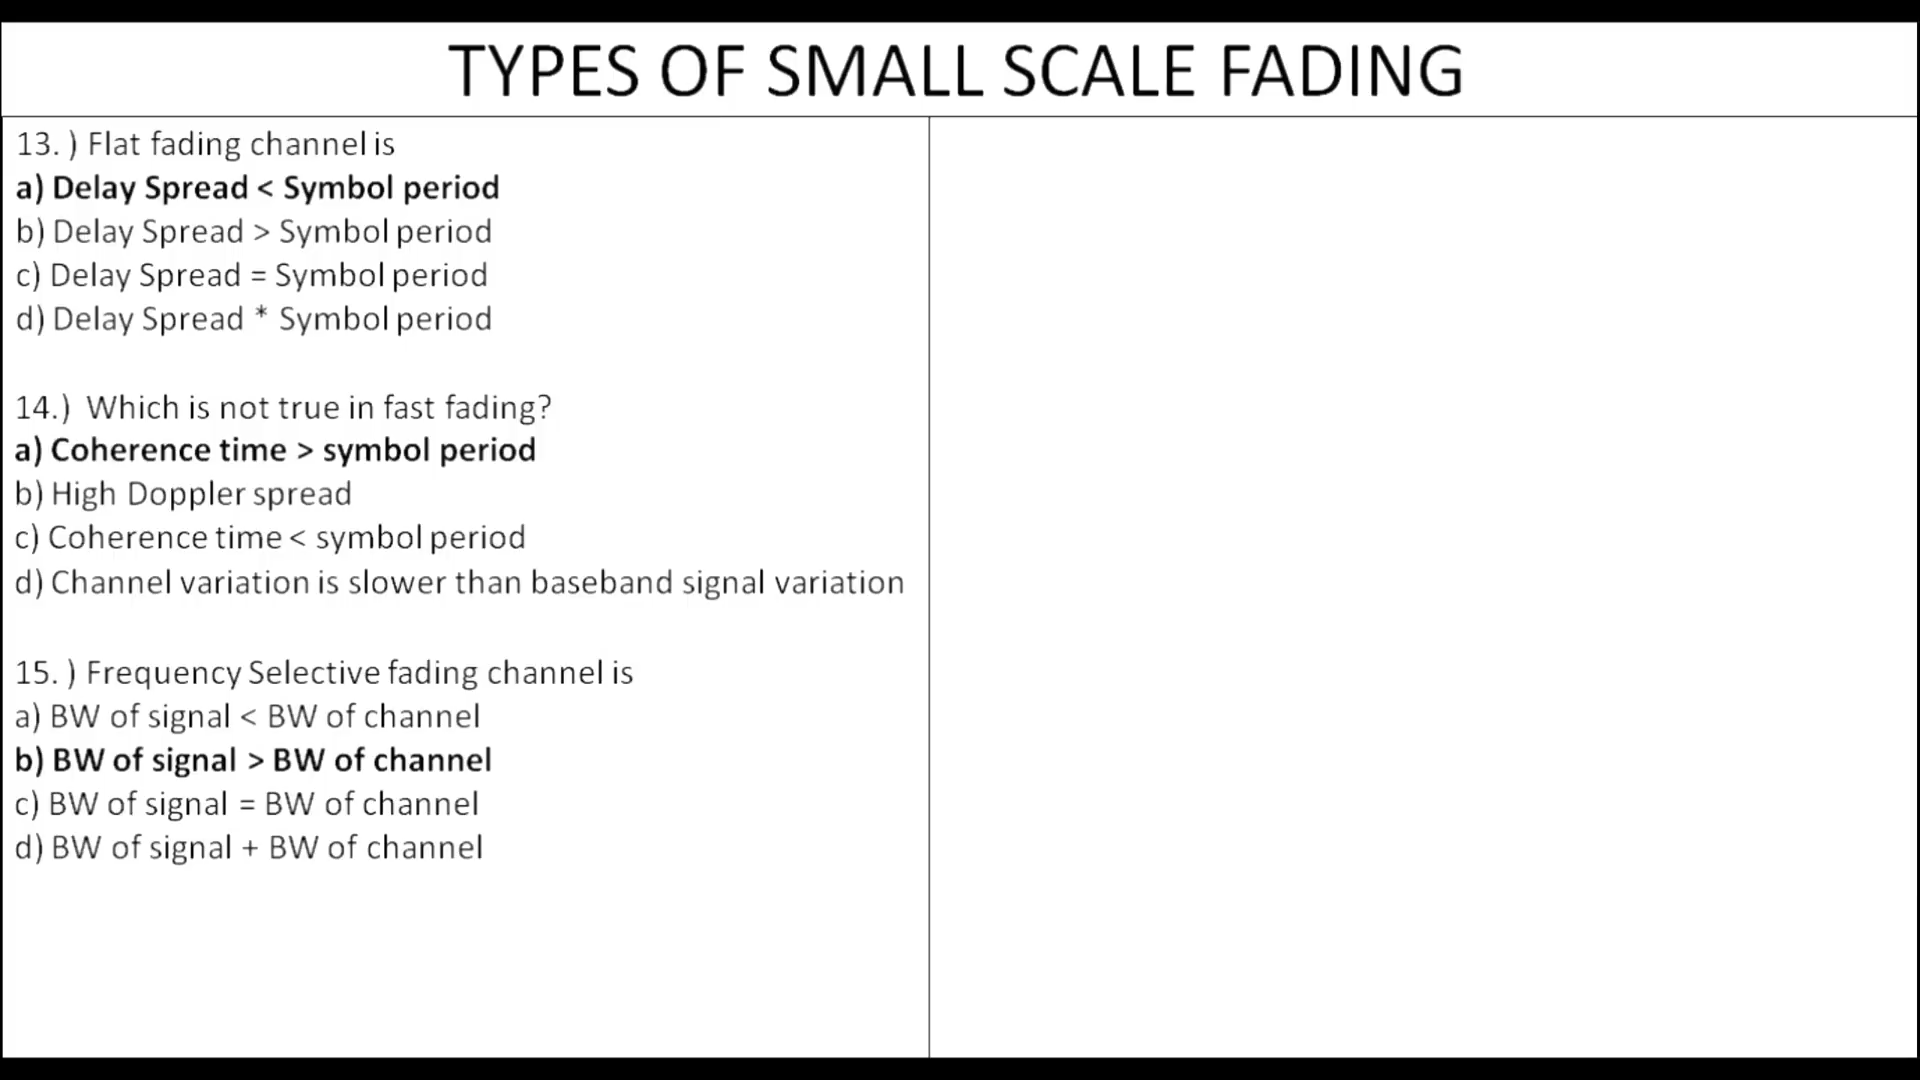 TYPES OF SMALL SCALE FADING
13. ) Flat fading channel is
a) Delay Spread < Symbol period
b) Delay Spread > Symbol period
c) Delay Spread = Symbol period
d) Delay Spread * Symbol period
14.) Which is not true in fast fading?
a) Coherence time > symbol period
b) High Doppler spread
c) Coherence time < symbol period
d) Channel variation is slower than baseband signal variation
15. ) Frequency Selective fading channel is
a) BW of signal < BW of channel
b) BW of signal > BW of channel
c) BW of signal = BW of channel
d) BW of signal + BW of channel